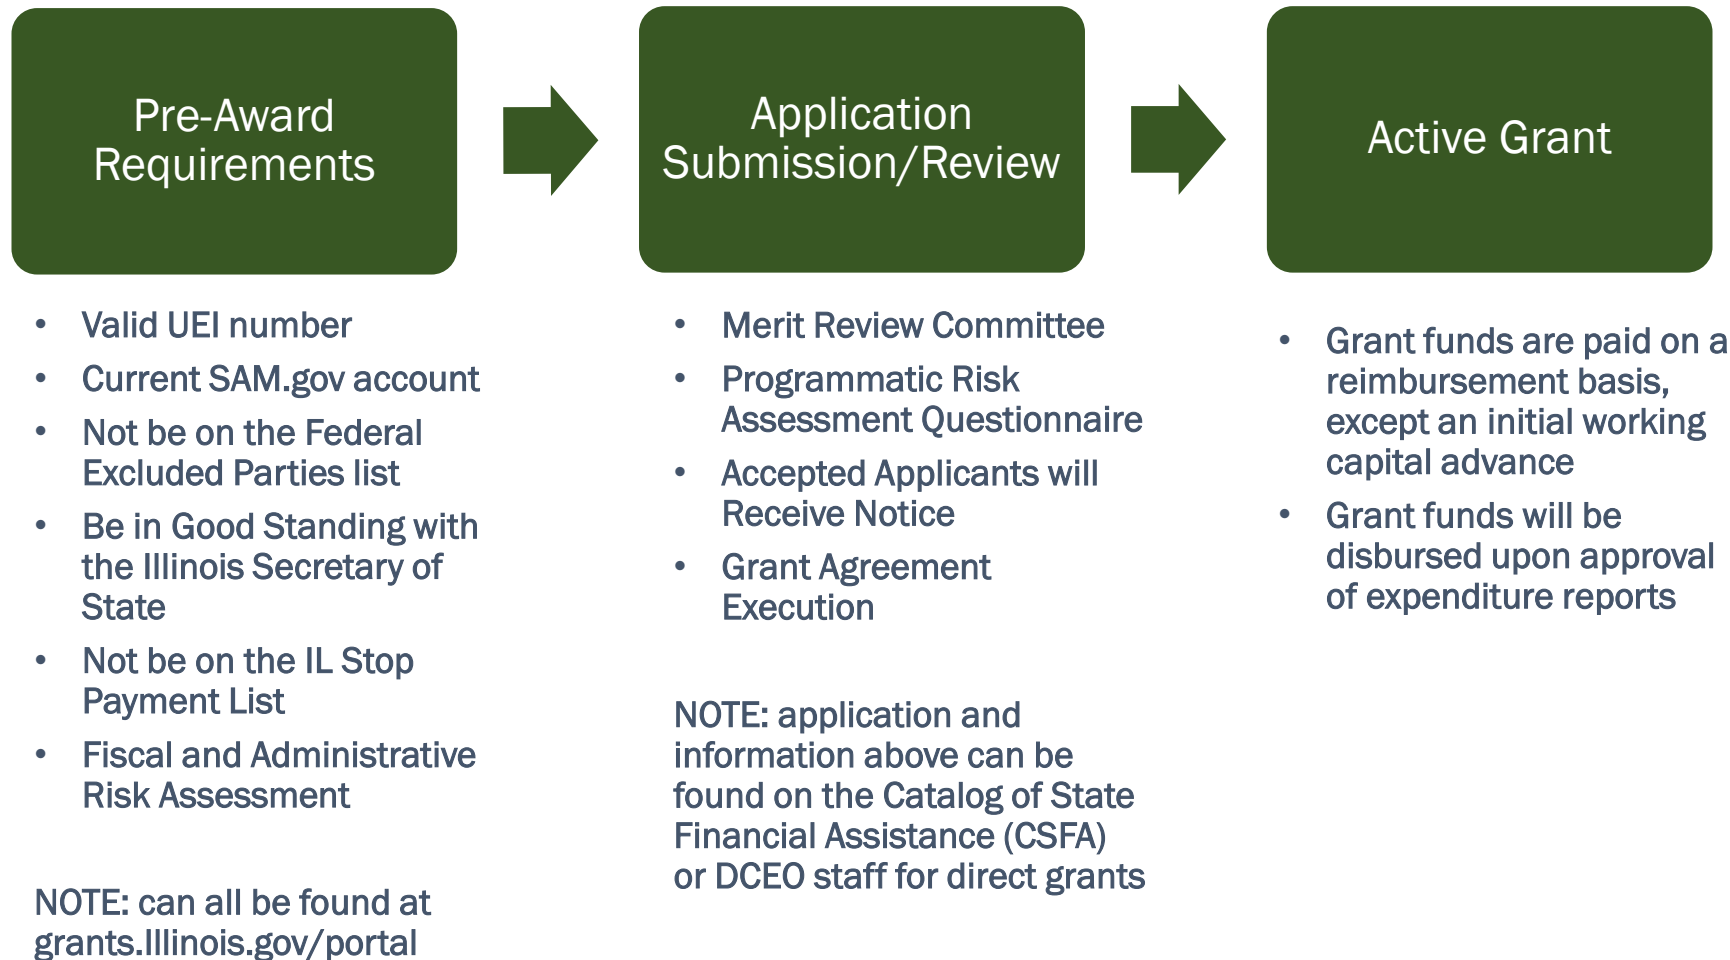 Pre-Award
Requirements
Application
Submission/Review
Active Grant
• Valid UEI number
• Current SAM.gov account
• Not be on the Federal
Excluded Parties list
• Be in Good Standing with
the Illinois Secretary of
State
• Not be on the IL Stop
Payment List
• Fiscal and Administrative
Risk Assessment
NOTE: can all be found at
grants.Illinois.gov/portal
• Merit Review Committee
• Programmatic Risk
Assessment Questionnaire
• Accepted Applicants will
Receive Notice
• Grant Agreement
Execution
NOTE: application and
information above can be
found on the Catalog of State
Financial Assistance (CSFA)
or DCEO staff for direct grants
• Grant funds are paid on a
reimbursement basis,
except an initial working
capital advance
• Grant funds will be
disbursed upon approval
of expenditure reports